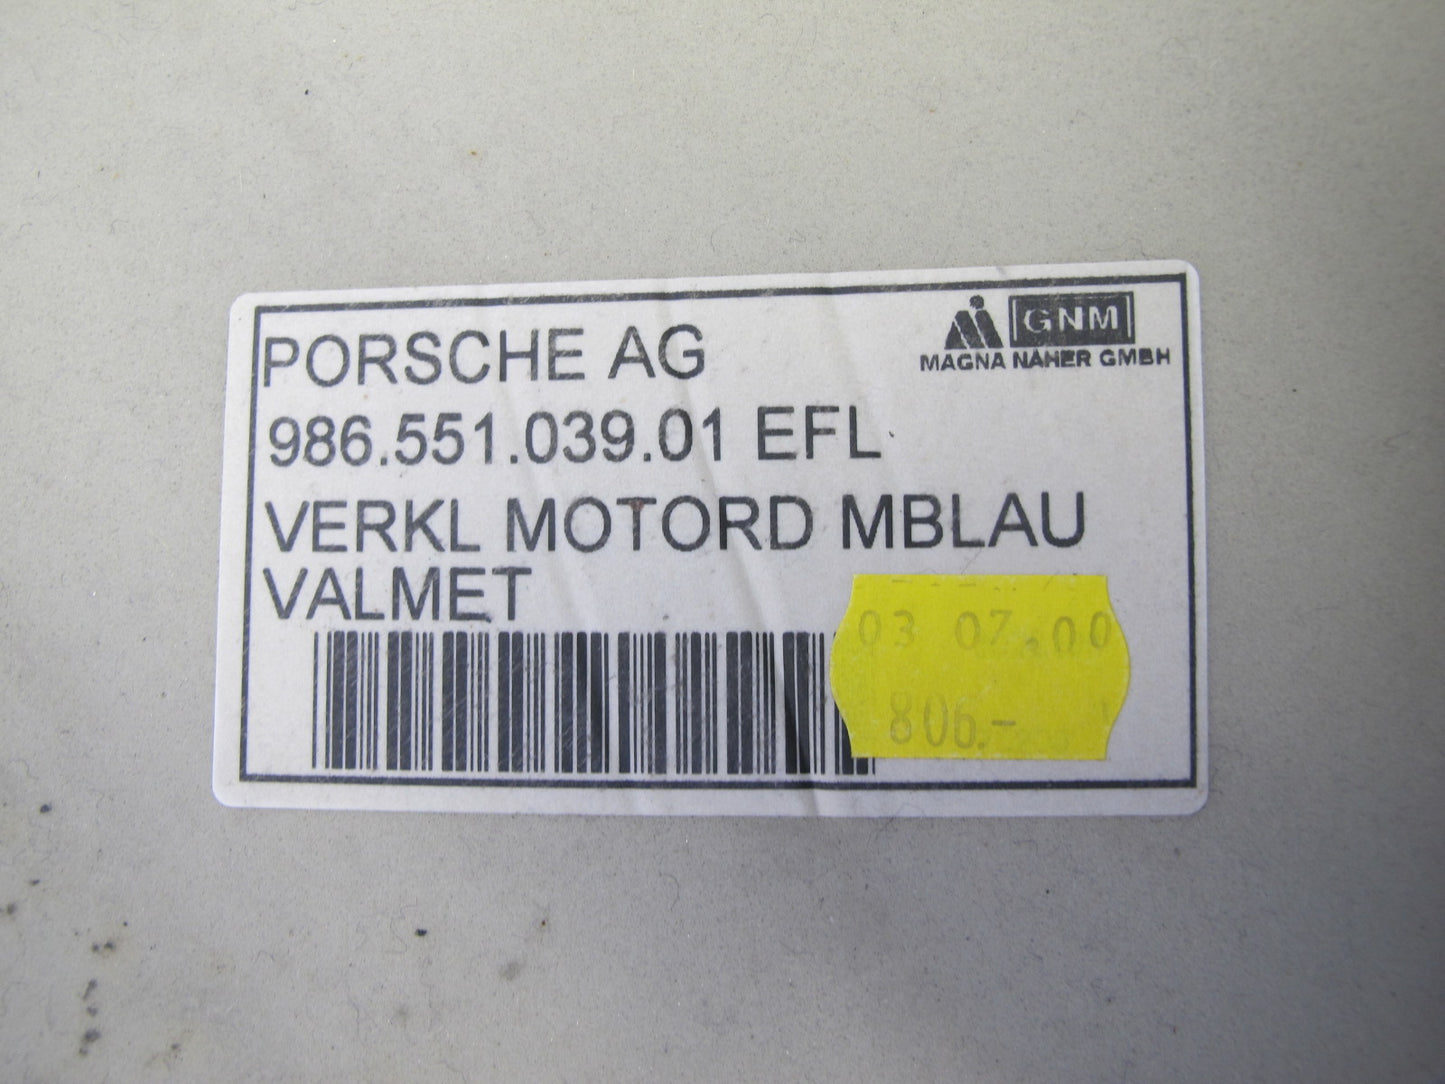 PORSCHE AG
GNM
MAGNA NÄHER GMBH
986.551.039.01 EFL
VERKL MOTORD MBLAU
VALMET
03 07.00
806.-